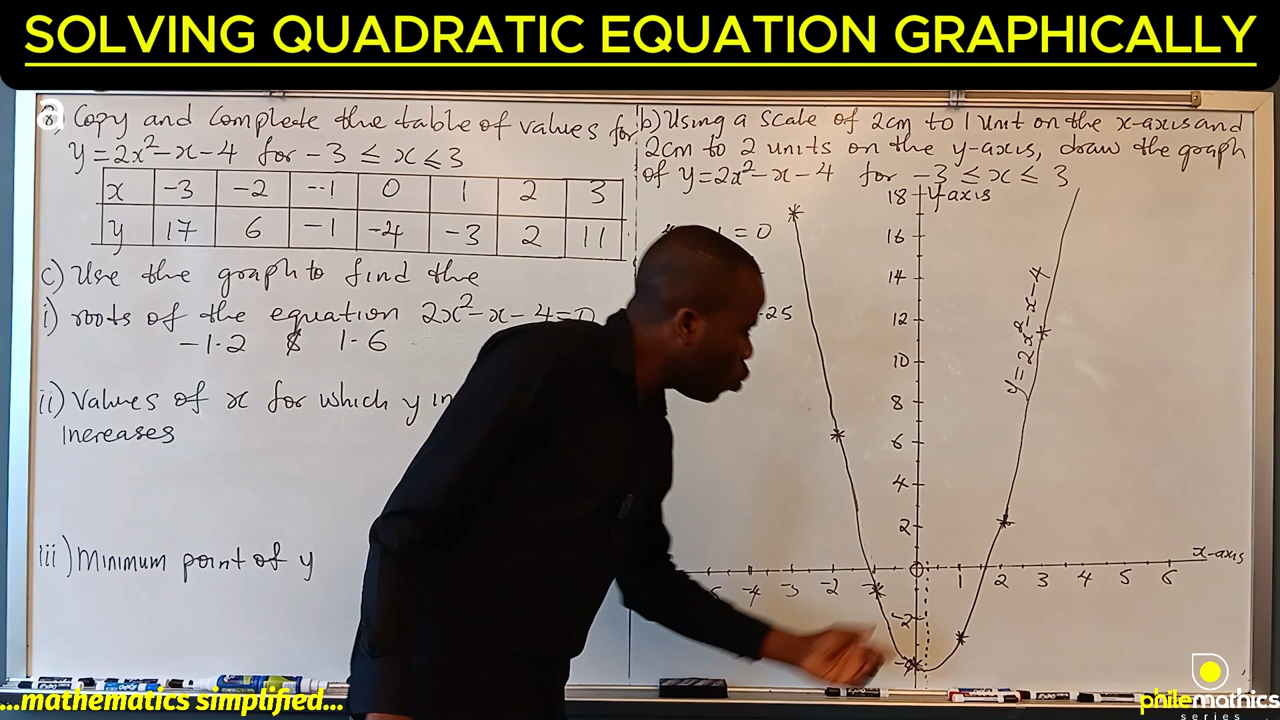 SOLVING QUADRATIC EQUATION GRAPHICALLY
a) Copy and complete the table of values for
y = 2x² - x - 4 for -3 ≤ x ≤ 3
x -3 -2 -1 0 1 2 3
y 17 6 -1 -4 -3 2 11
c) Use the graph to find the
i) roots of the equation 2x² - x - 4 = 0
-1.2 & 1.6
ii) Values of x for which y in
increases
iii) Minimum point of y
b) Using a scale of 2cm to 1 unit on the x-axis and
2cm to 2 units on the y-axis, draw the graph
of y = 2x² - x - 4 for -3 ≤ x ≤ 3
= 0
.25
y-axis
18
16
14
12
10
8
6
4
2
-2
-4
x-axis
-4 -3 -2 0 1 2 3 4 5 6
y = 2x² - x - 4
...mathematics simplified...
philemathics
series